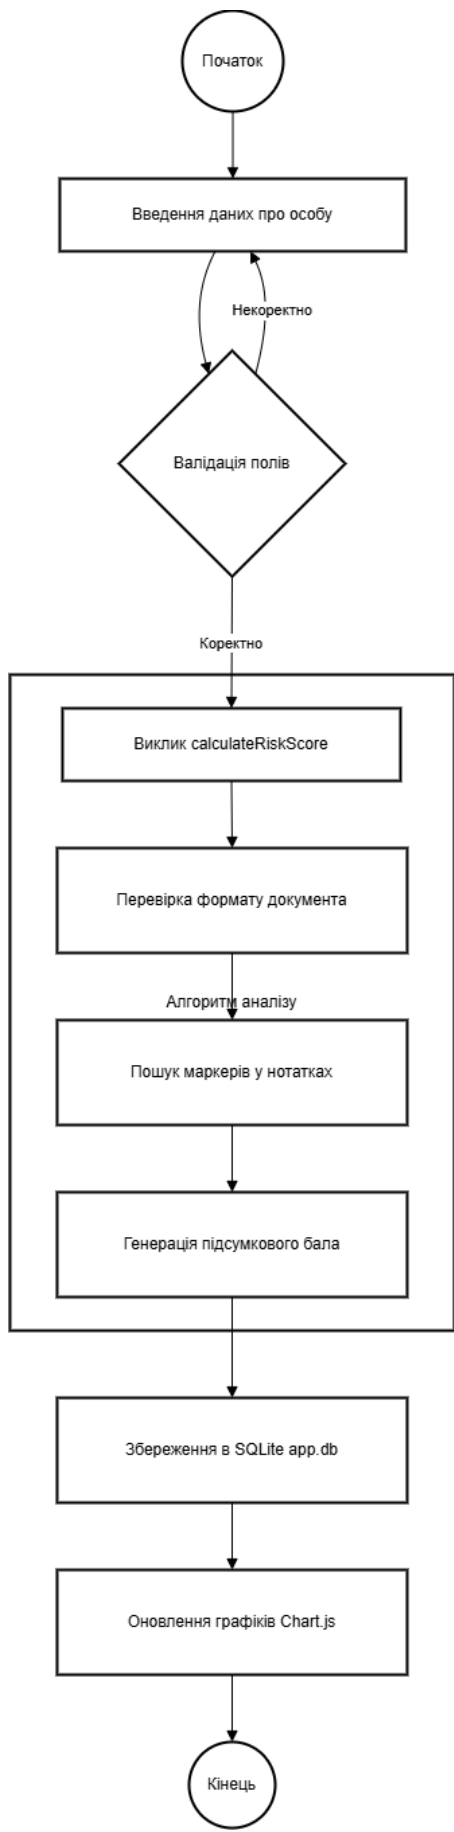 Початок
Введення даних про особу
Некоректно
Валідація полів
Коректно
Виклик calculateRiskScore
Перевірка формату документа
Алгоритм аналізу
Пошук маркерів у нотатках
Генерація підсумкового бала
Збереження в SQLite app.db
Оновлення графіків Chart.js
Кінець